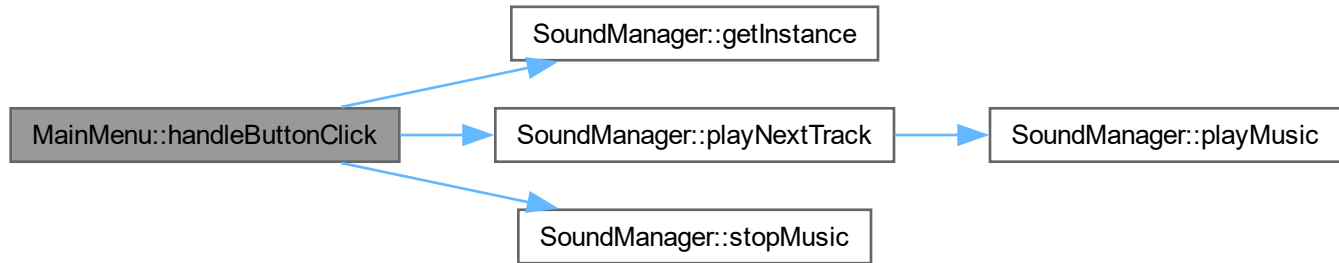 SoundManager::getInstance
MainMenu::handleButtonClick
SoundManager::playNextTrack
SoundManager::playMusic
SoundManager::stopMusic